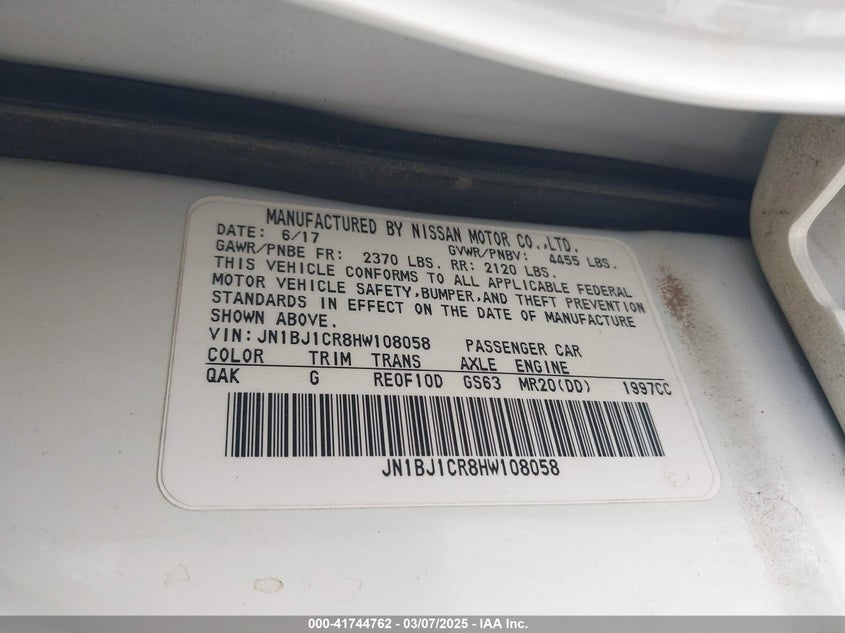 MANUFACTURED BY NISSAN MOTOR CO.,LTD.
DATE: 6/17 GVWR/PNBV: 4455 LBS.
GAWR/PNBE FR: 2370 LBS. RR: 2120 LBS.
THIS VEHICLE CONFORMS TO ALL APPLICABLE FEDERAL
MOTOR VEHICLE SAFETY,BUMPER,AND THEFT PREVENTION
STANDARDS IN EFFECT ON THE DATE OF MANUFACTURE
SHOWN ABOVE.
VIN: JN1BJ1CR8HW108058 PASSENGER CAR
COLOR TRIM TRANS AXLE ENGINE
QAK G RE0F10D GS63 MR20(DD) 1997CC
JN1BJ1CR8HW108058
000-41744762 - 03/07/2025 - IAA Inc.